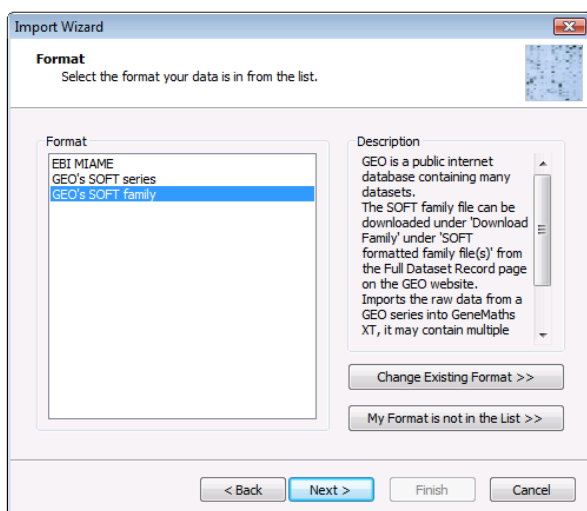 Import Wizard
Format
Select the format your data is in from the list.
Format
EBI MIAME
GEO's SOFT series
GEO's SOFT family
Description
GEO is a public internet
database containing many
datasets.
The SOFT family file can be
downloaded under 'Download
Family' under 'SOFT
formatted family file(s)' from
the Full Dataset Record page
on the GEO website.
Imports the raw data from a
GEO series into GeneMaths
XT, it may contain multiple
Change Existing Format >>
My Format is not in the List >>
< Back
Next >
Finish
Cancel